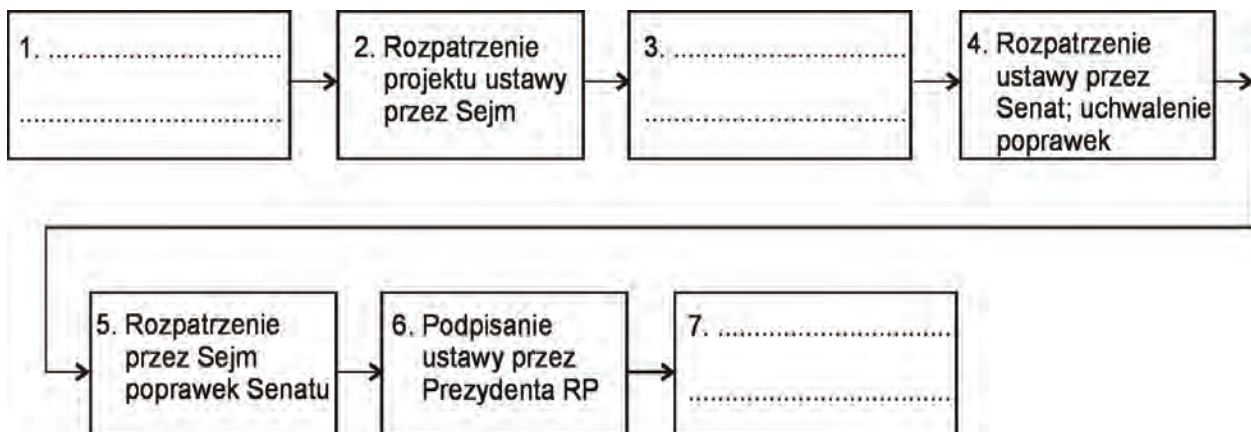 1. ............................
............................
2. Rozpatrzenie
projektu ustawy
przez Sejm
3. ............................
............................
4. Rozpatrzenie
ustawy przez
Senat; uchwalenie
poprawek
5. Rozpatrzenie
przez Sejm
poprawek Senatu
6. Podpisanie
ustawy przez
Prezydenta RP
7. ............................
............................